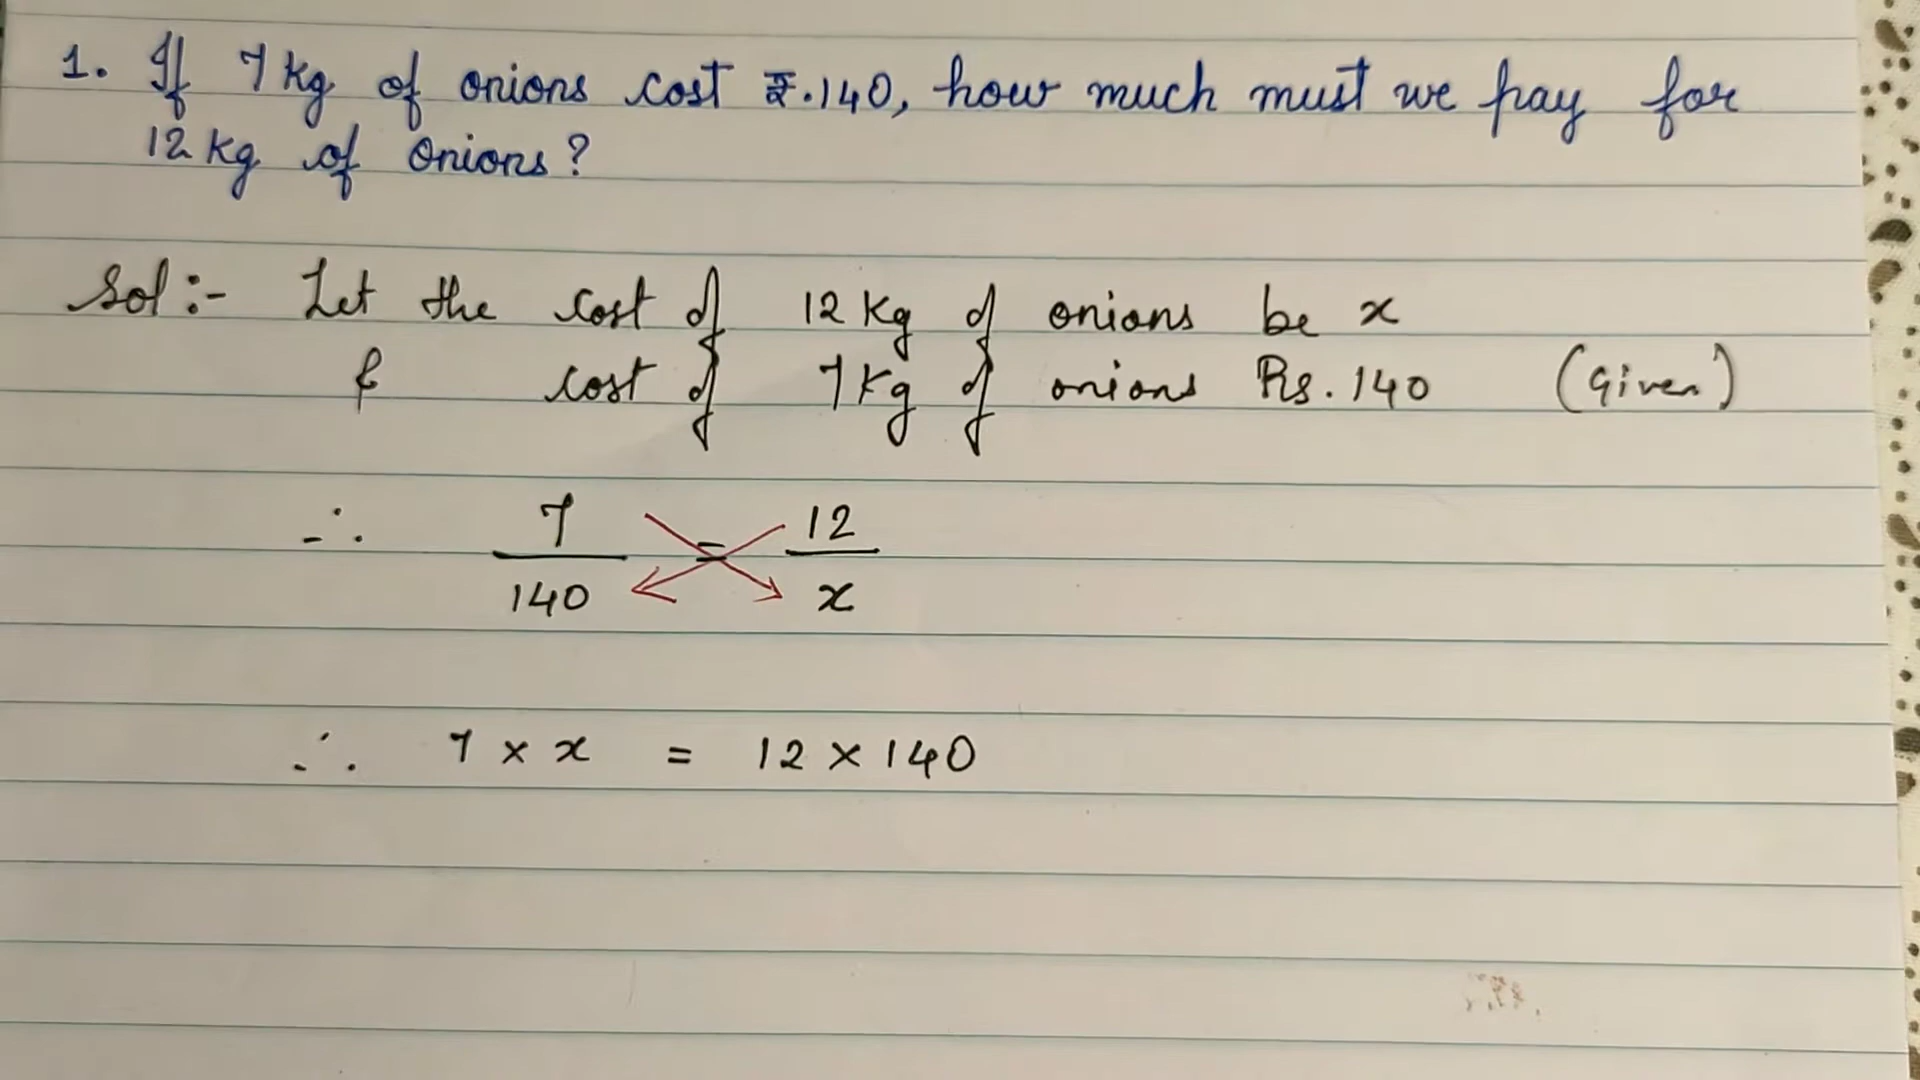 1. If 7 kg of onions cost ₹.140, how much must we pay for
12 kg of onions?
Sol :- Let the cost of 12 kg of onions be x
& cost of 7 kg of onions Rs. 140 (Given)
∴ 7/140 = 12/x
∴ 7 × x = 12 × 140